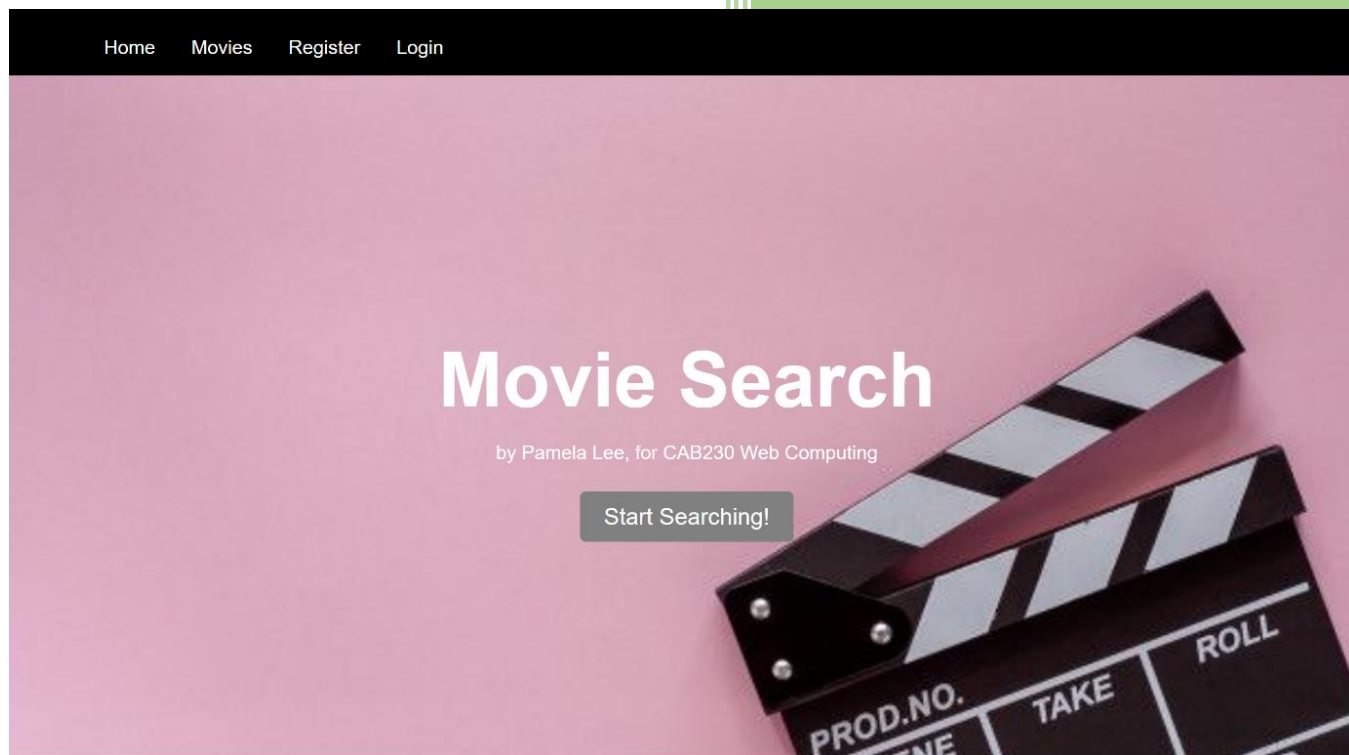 Home Movies Register Login
Movie Search
by Pamela Lee, for CAB230 Web Computing
Start Searching!
ROLL
TAKE
PROD.NO.